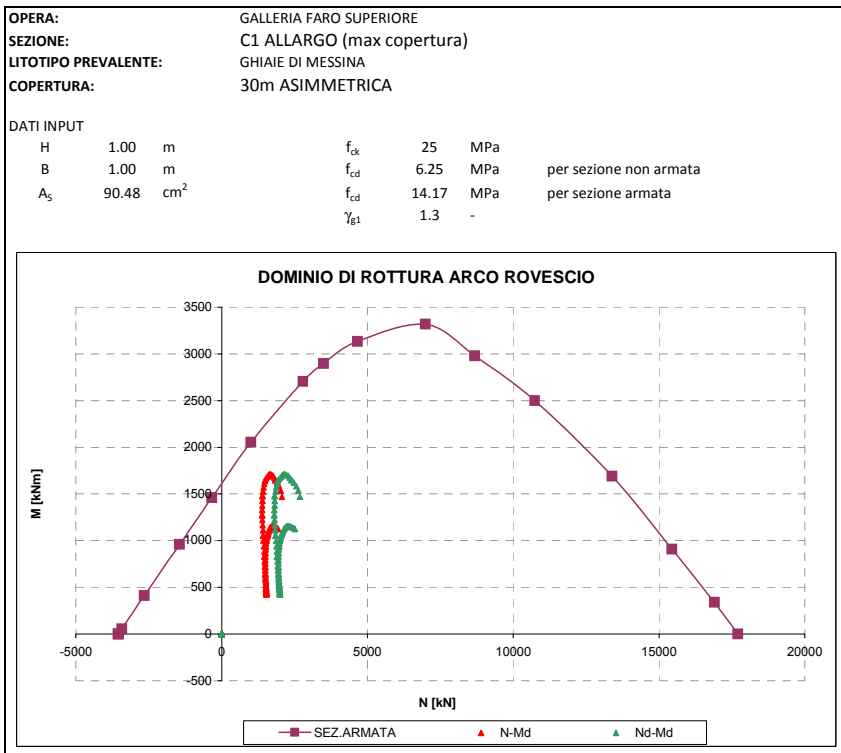 OPERA: GALLERIA FARO SUPERIORE
SEZIONE: C1 ALLARGO (max copertura)
LITOTIPO PREVALENTE: GHIAIE DI MESSINA
COPERTURA: 30m ASIMMETRICA
DATI INPUT
H 1.00 m fck 25 MPa
B 1.00 m fcd 6.25 MPa per sezione non armata
AS 90.48 cm² fcd 14.17 MPa per sezione armata
γg1 1.3 -
DOMINIO DI ROTTURA ARCO ROVESCIO
3500
3000
2500
2000
1500
1000
500
0
-500
-5000 0 5000 10000 15000 20000
M [kNm]
N [kN]
SEZ.ARMATA N-Md Nd-Md